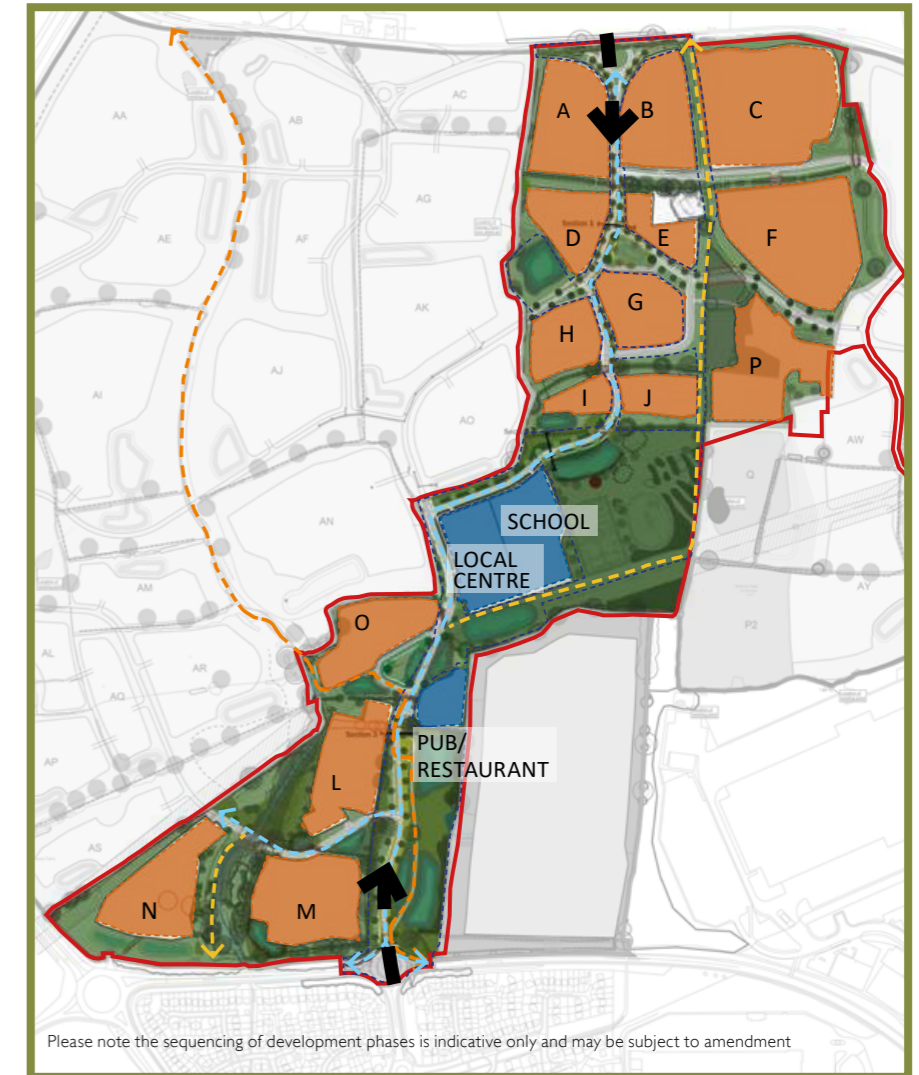 AA
AB
AC
A
B
C
AG
AE
AF
D
E
F
AK
G
H
AJ
P
AI
I
J
AO
AW
Q
AN
SCHOOL
LOCAL
CENTRE
AM
AY
O
P2
AL
AR
AQ
PUB/
RESTAURANT
AP
L
AS
N
M
Please note the sequencing of development phases is indicative only and may be subject to amendment